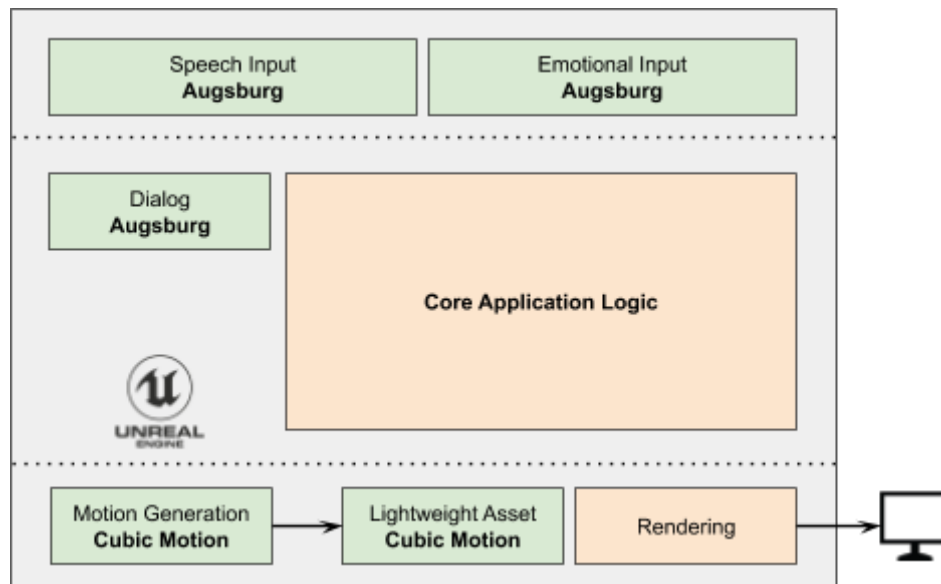 Speech Input
Augsburg
Emotional Input
Augsburg
Dialog
Augsburg
Core Application Logic
UNREAL
ENGINE
Motion Generation
Cubic Motion
Lightweight Asset
Cubic Motion
Rendering